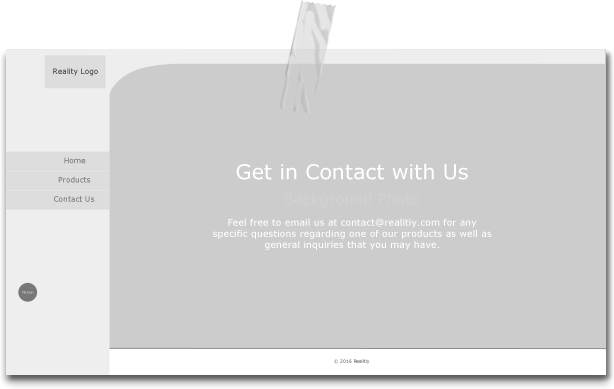 Reality Logo
Home
Products
Contact Us
Get in Contact with Us
Background Photo
Feel free to email us at contact@realitiy.com for any
specific questions regarding one of our products as well as
general inquiries that you may have.
© 2016 Reality